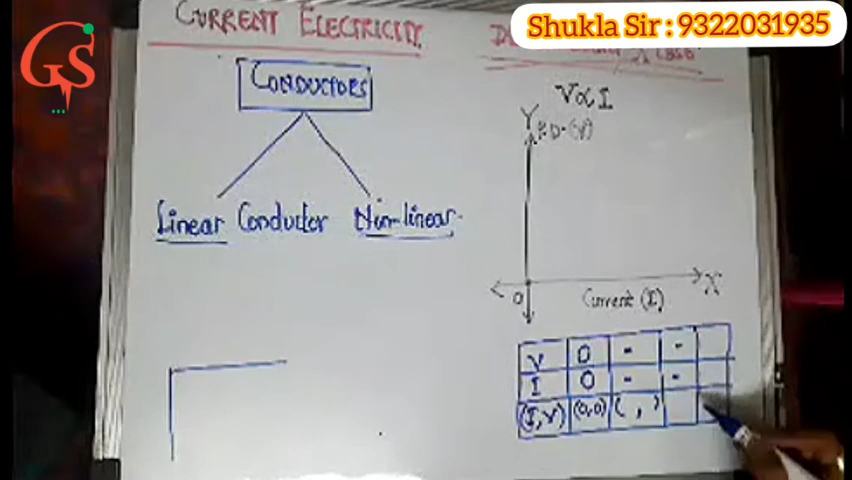 Shukla Sir : 9322031935
GS
CURRENT ELECTRICITY
CONDUCTORS
Linear Conductor Non-linear
V∝I
Y
P.D.(V)
0
Current (I)
X
V 0 - -
I 0 - -
(I,V) (0,0) ( , )